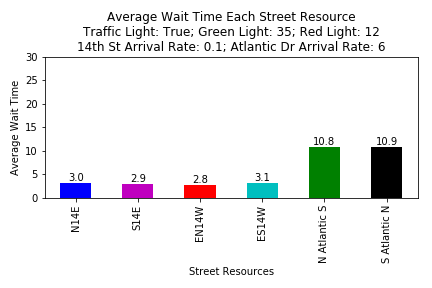 Average Wait Time Each Street Resource
Traffic Light: True; Green Light: 35; Red Light: 12
14th St Arrival Rate: 0.1; Atlantic Dr Arrival Rate: 6
Average Wait Time
30
25
20
15
10
5
0
3.0
2.9
2.8
3.1
10.8
10.9
N14E
S14E
EN14W
ES14W
N Atlantic S
S Atlantic N
Street Resources